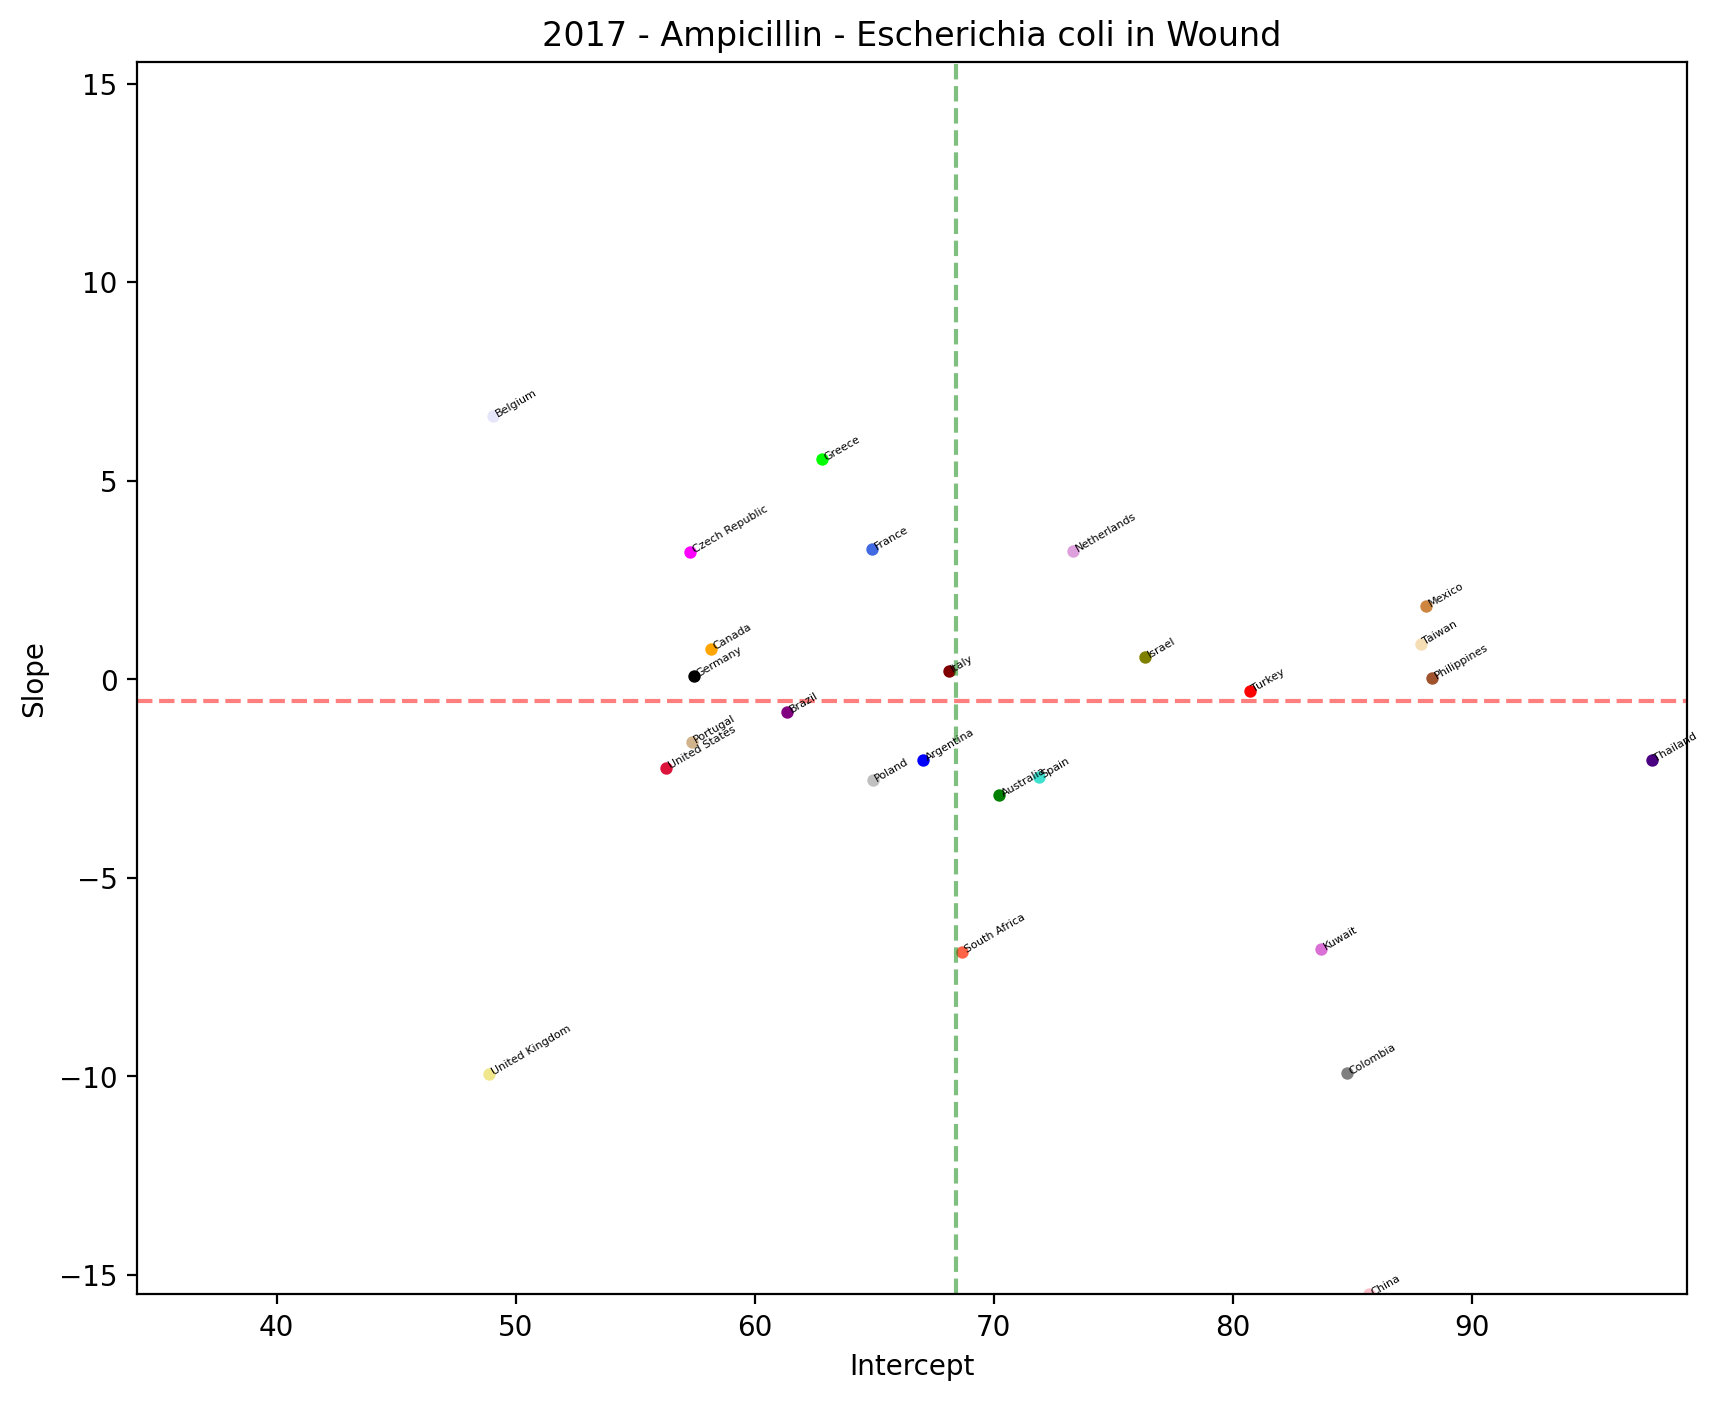 2017 - Ampicillin - Escherichia coli in Wound
15
10
5
0
−5
−10
−15
Slope
Belgium
Greece
Czech Republic
France
Netherlands
Mexico
Canada
Taiwan
Germany
Italy
Israel
Philippines
Turkey
Brazil
Portugal
United States
Argentina
Thailand
Poland
Spain
Australia
South Africa
Kuwait
United Kingdom
Colombia
China
40
50
60
70
80
90
Intercept